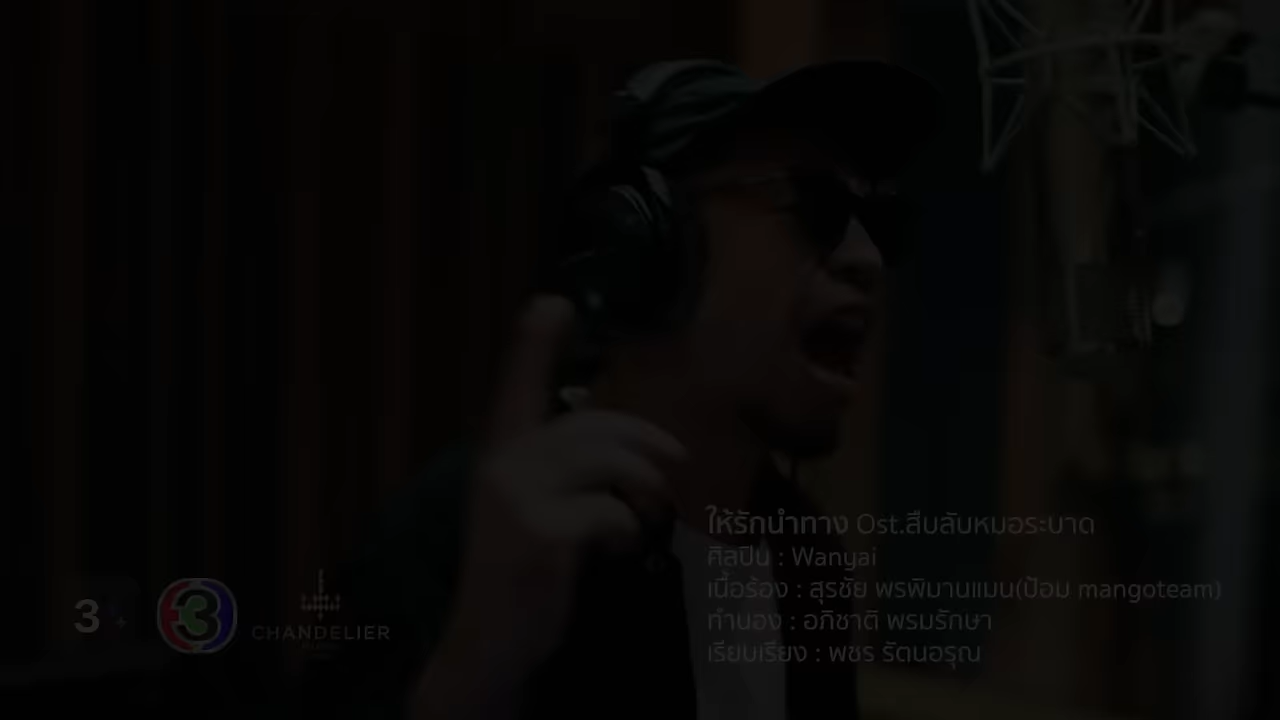 ให้รักนำทาง Ost.สืบลับหมอระบาด
ศิลปิน : Wanyai
เนื้อร้อง : สุรชัย พรพิมานแมน(ป้อม mangoteam)
ทำนอง : อภิชาติ พรมรักษา
เรียบเรียง : พชร รัตนอรุณ
3 +
3
CHANDELIER